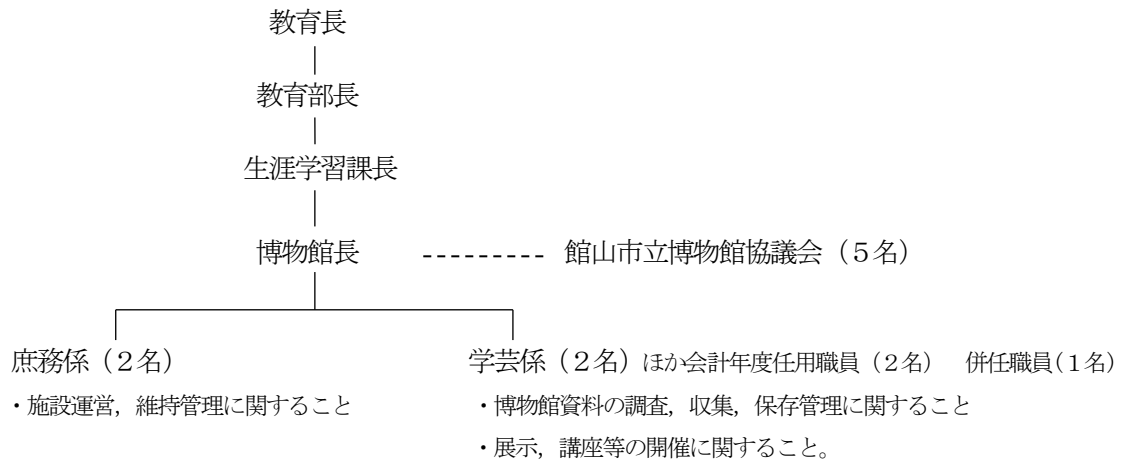 教育長
教育部長
生涯学習課長
博物館長 --------- 館山市立博物館協議会（５名）
庶務係（２名） 学芸係（２名）ほか会計年度任用職員（２名） 併任職員(１名)
・施設運営，維持管理に関すること ・博物館資料の調査，収集，保存管理に関すること
・展示，講座等の開催に関すること。